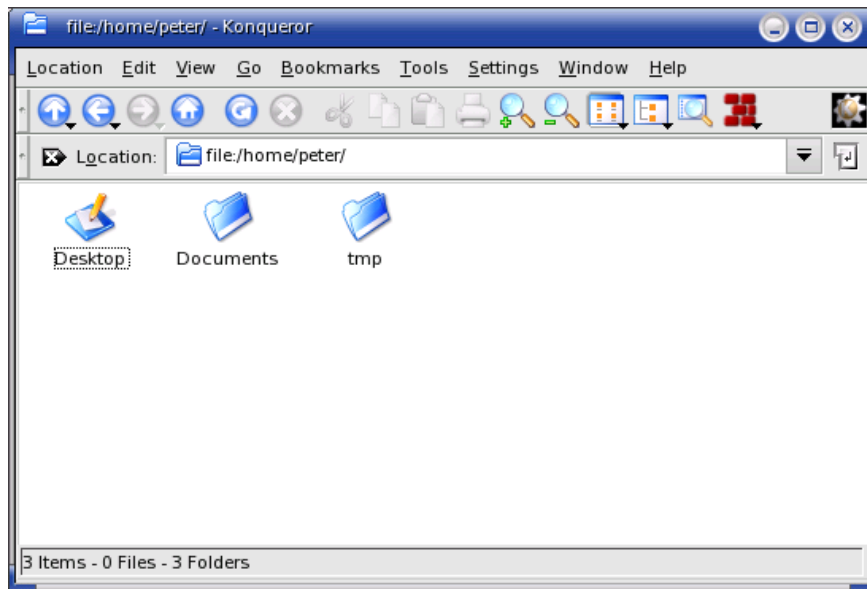 file:/home/peter/ - Konqueror
Location Edit View Go Bookmarks Tools Settings Window Help
Location: file:/home/peter/
Desktop Documents tmp
3 Items - 0 Files - 3 Folders